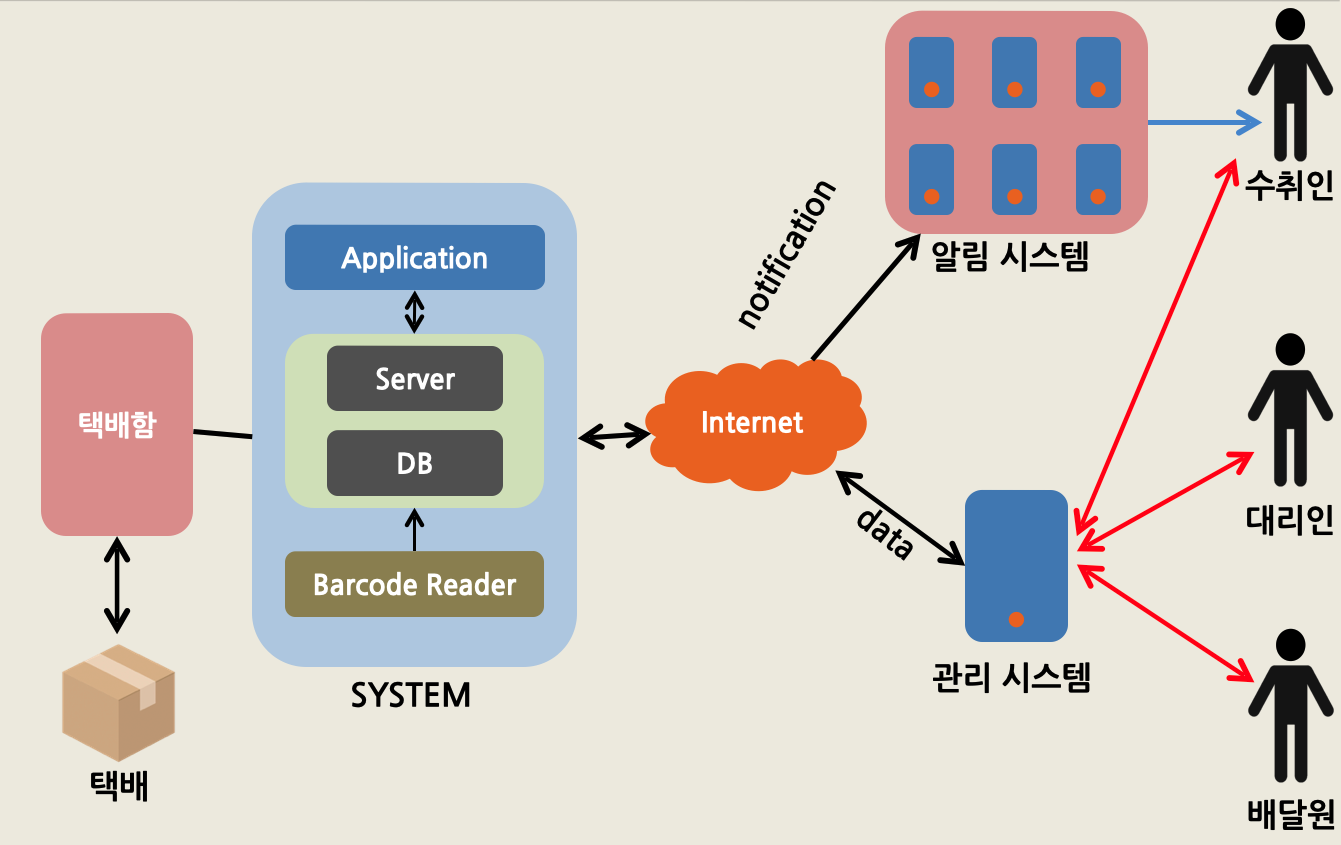 택배함
택배
Application
Server
DB
Barcode Reader
SYSTEM
Internet
notification
data
알림 시스템
관리 시스템
수취인
대리인
배달원